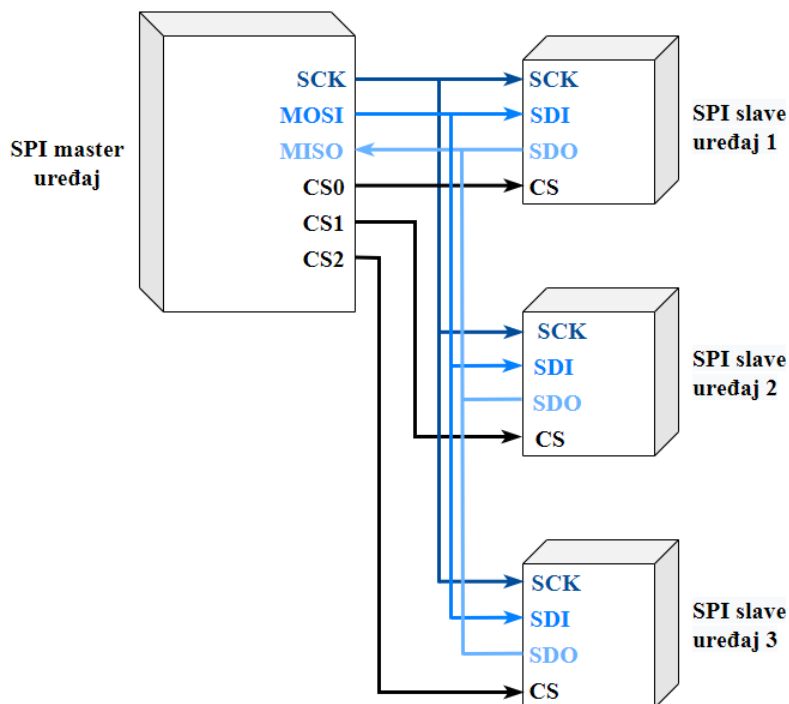 SPI master
uređaj
SCK
MOSI
MISO
CS0
CS1
CS2
SCK
SDI
SDO
CS
SPI slave
uređaj 1
SCK
SDI
SDO
CS
SPI slave
uređaj 2
SCK
SDI
SDO
CS
SPI slave
uređaj 3